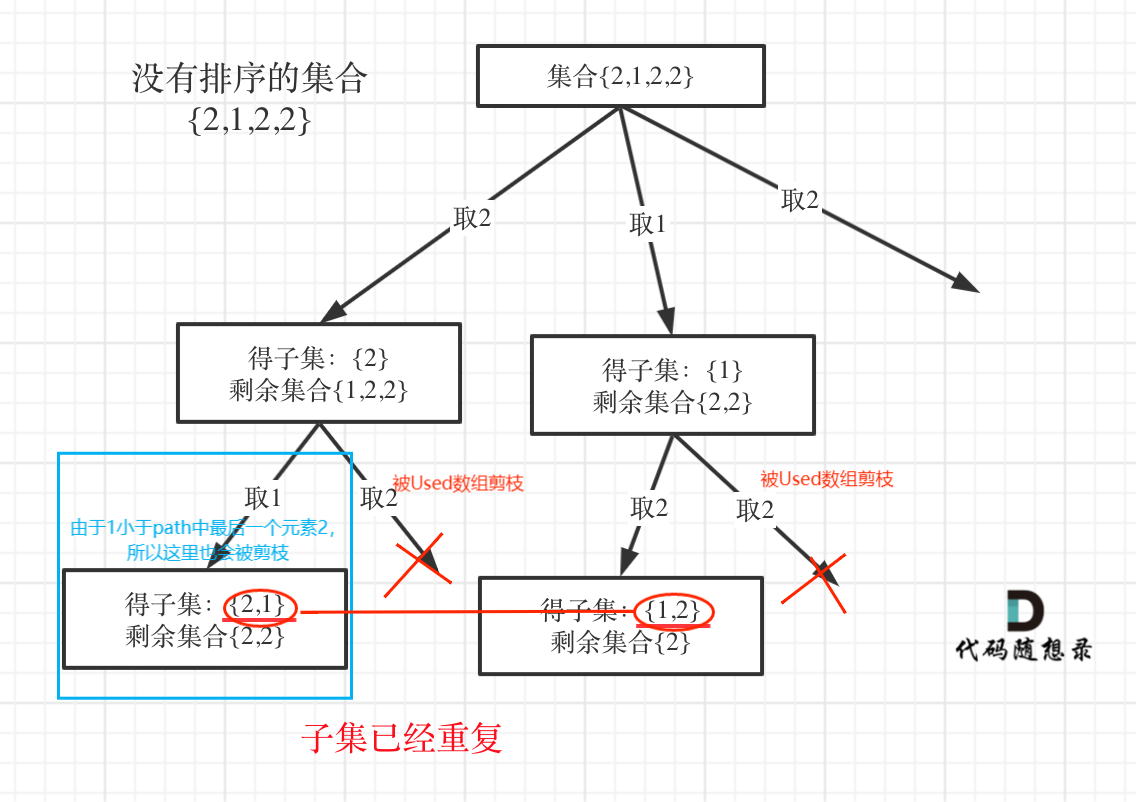 没有排序的集合
{2,1,2,2}
集合{2,1,2,2}
取2
取1
取2
得子集：{2}
剩余集合{1,2,2}
得子集：{1}
剩余集合{2,2}
取1
取2
被Used数组剪枝
取2
取2
被Used数组剪枝
由于1小于path中最后一个元素2，
所以这里也会被剪枝
得子集：{2,1}
剩余集合{2,2}
得子集：{1,2}
剩余集合{2}
代码随想录
子集已经重复